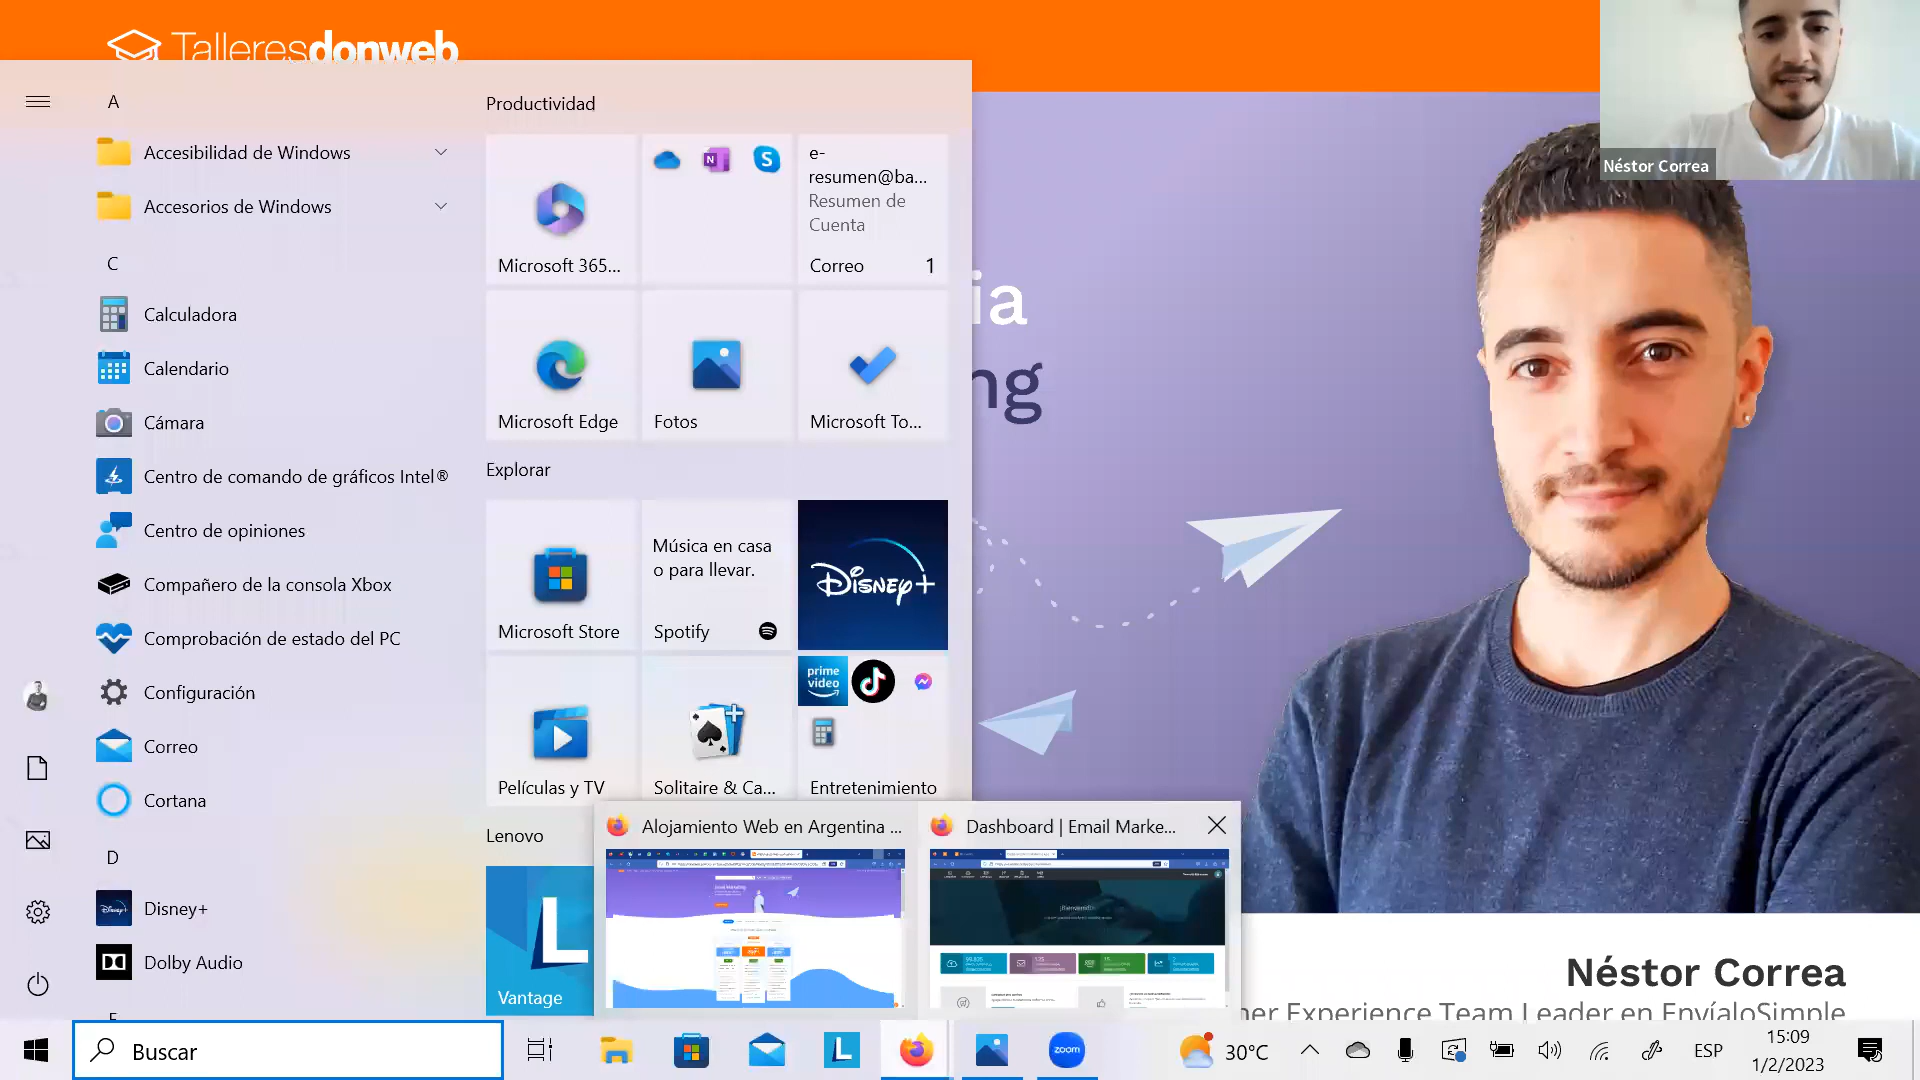 Talleresdonweb
Néstor Correa
A
Accesibilidad de Windows
Accesorios de Windows
C
Calculadora
Calendario
Cámara
Centro de comando de gráficos Intel®
Centro de opiniones
Compañero de la consola Xbox
Comprobación de estado del PC
Configuración
Correo
Cortana
D
Disney+
Dolby Audio
Productividad
Microsoft 365...
e-
resumen@ba...
Resumen de
Cuenta
Correo 1
Microsoft Edge
Fotos
Microsoft To...
Explorar
Microsoft Store
Música en casa
o para llevar.
Spotify
Disney+
Películas y TV
Solitaire & Ca...
prime
video
Entretenimiento
Lenovo
L
Vantage
Alojamiento Web en Argentina ...
Dashboard | Email Marke...
¡Bienvenid@!
ia
ng
Néstor Correa
ner Experience Team Leader en EnvíaloSimple
Buscar
L
zoom
30°C
ESP
15:09
1/2/2023